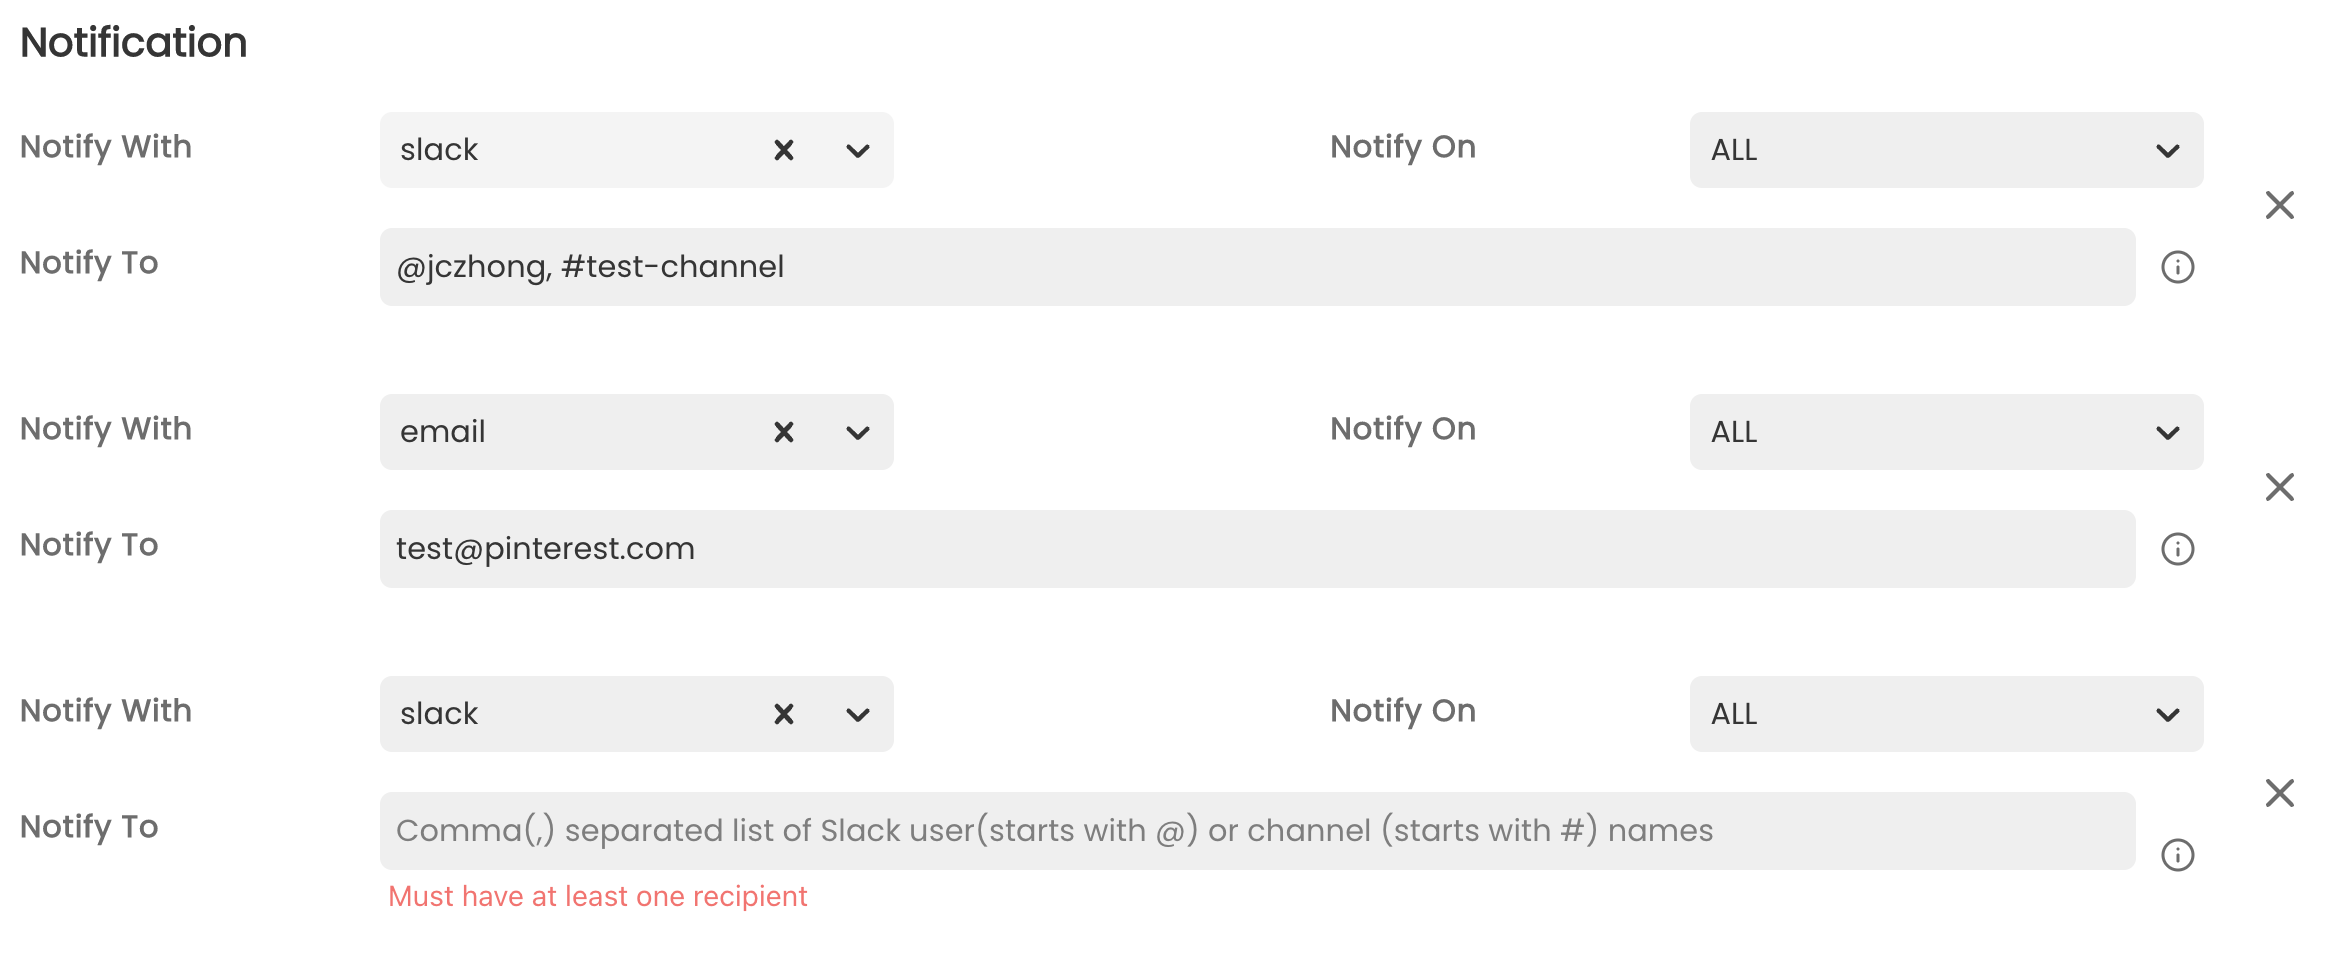 Notification
Notify With slack Notify On ALL
Notify To @jczhong, #test-channel
Notify With email Notify On ALL
Notify To test@pinterest.com
Notify With slack Notify On ALL
Notify To Comma(,) separated list of Slack user(starts with @) or channel (starts with #) names
Must have at least one recipient